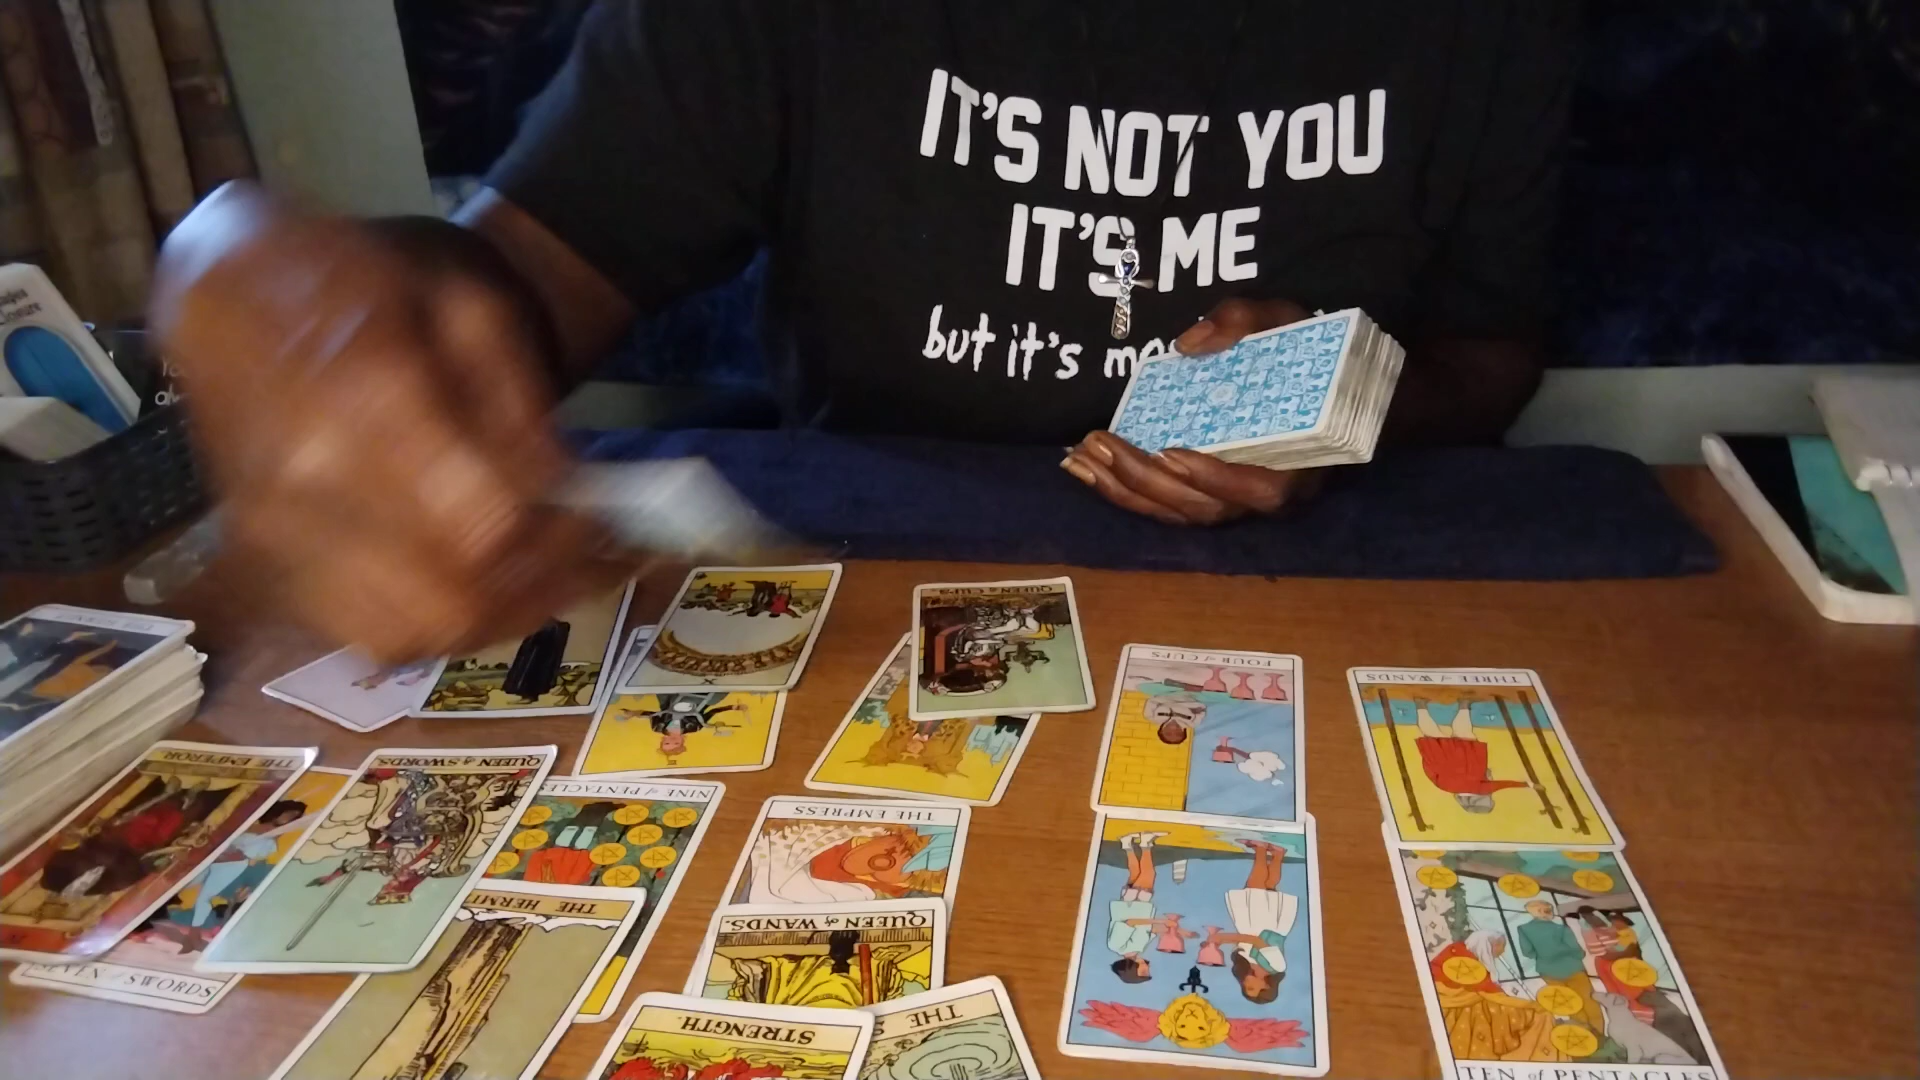 IT'S NOT YOU
IT'S ME
but it's
QUEEN of CUPS.
FOUR of CUPS
THREE of WANDS
X
THE EMPEROR.
QUEEN of SWORDS.
NINE of PENTACLES
THE EMPRESS
QUEEN of WANDS.
THE HERMIT
SEVEN of SWORDS
STRENGTH.
THE
TEN of PENTACLES